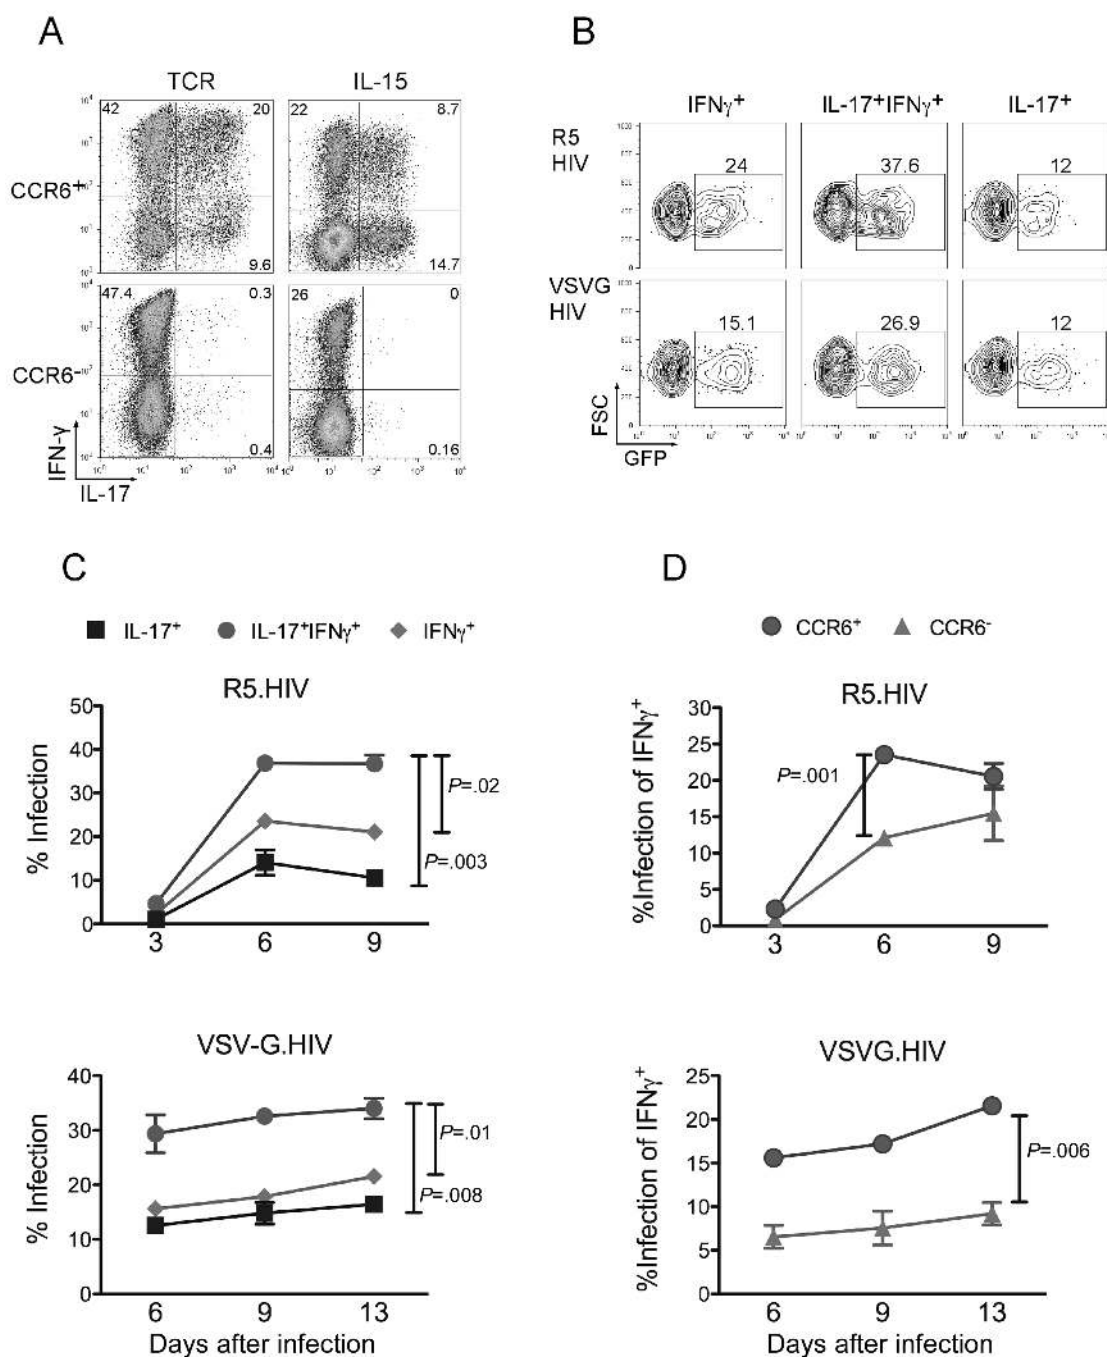 A
TCR
IL-15
CCR6+
42
20
22
8.7
9.6
14.7
CCR6-
47.4
0.3
26
0
0.4
0.16
IFN-γ
IL-17
B
IFNγ+
IL-17+IFNγ+
IL-17+
R5
HIV
24
37.6
12
VSVG
HIV
15.1
26.9
12
FSC
GFP
C
IL-17+
IL-17+IFNγ+
IFNγ+
R5.HIV
% Infection
50
40
30
20
10
0
3
6
9
P=.02
P=.003
VSV-G.HIV
% Infection
40
30
20
10
0
6
9
13
P=.01
P=.008
Days after infection
D
CCR6+
CCR6-
R5.HIV
%Infection of IFNγ+
30
25
20
15
10
5
0
3
6
9
P=.001
VSVG.HIV
%Infection of IFNγ+
25
20
15
10
5
0
6
9
13
P=.006
Days after infection